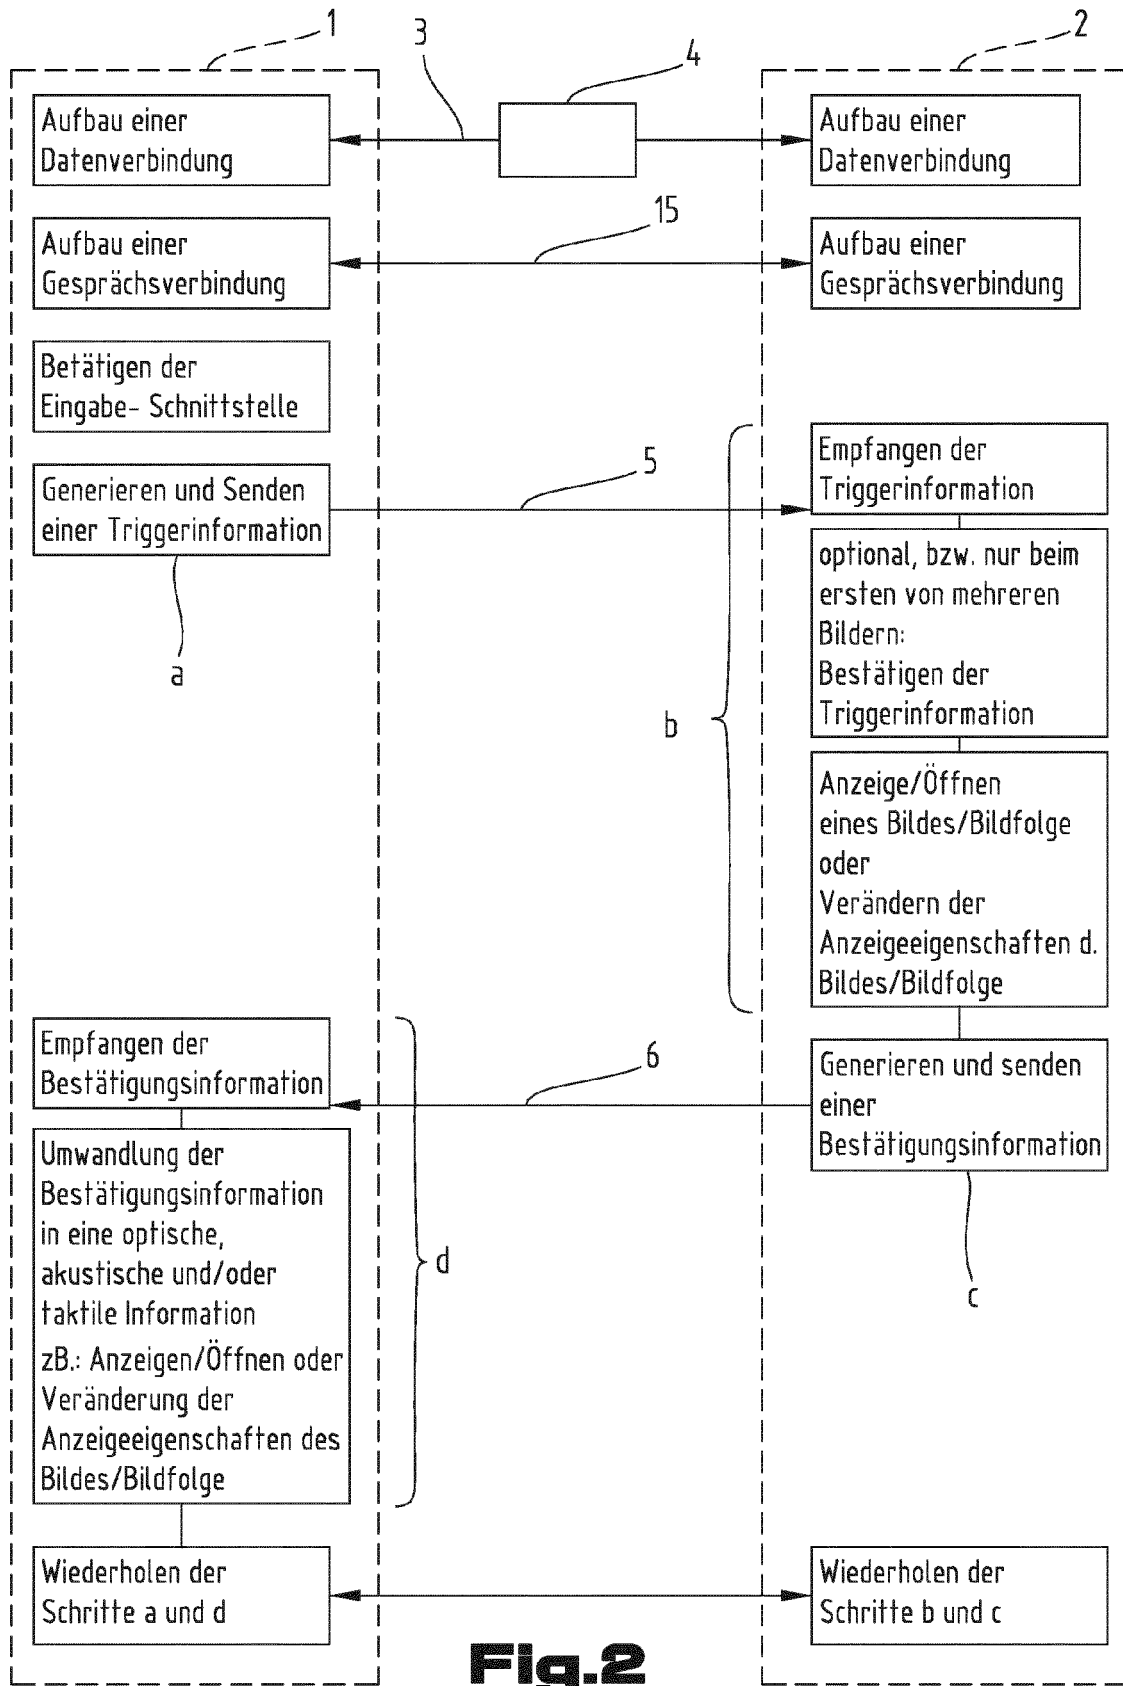 1
3
4
2
Aufbau einer
Datenverbindung
Aufbau einer
Datenverbindung
15
Aufbau einer
Gesprächsverbindung
Aufbau einer
Gesprächsverbindung
Betätigen der
Eingabe- Schnittstelle
Generieren und Senden
einer Triggerinformation
a
5
b
Empfangen der
Triggerinformation
optional, bzw. nur beim
ersten von mehreren
Bildern:
Bestätigen der
Triggerinformation
Anzeige/Öffnen
eines Bildes/Bildfolge
oder
Verändern der
Anzeigeeigenschaften d.
Bildes/Bildfolge
Empfangen der
Bestätigungsinformation
6
Generieren und senden
einer
Bestätigungsinformation
c
Umwandlung der
Bestätigungsinformation
in eine optische,
akustische und/oder
taktile Information
zB.: Anzeigen/Öffnen oder
Veränderung der
Anzeigeeigenschaften des
Bildes/Bildfolge
d
Wiederholen der
Schritte a und d
Wiederholen der
Schritte b und c
Fig.2